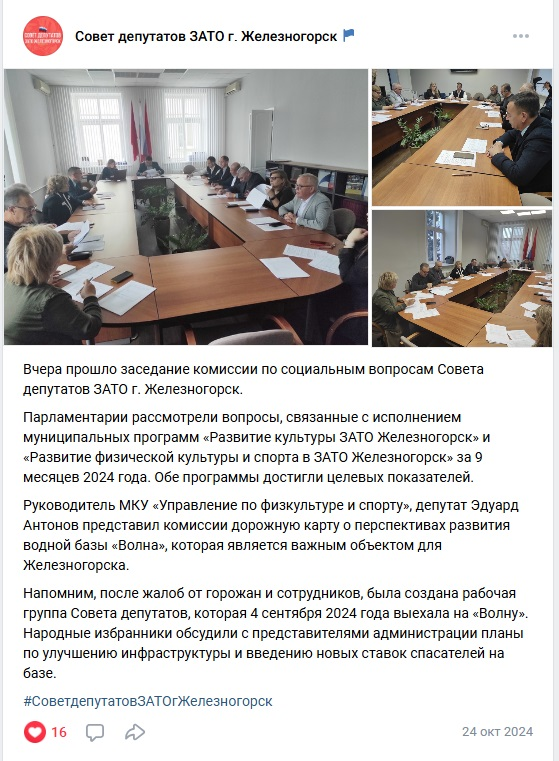 СОВЕТ ДЕПУТАТОВ
ЗАТО ЖЕЛЕЗНОГОРСК
Совет депутатов ЗАТО г. Железногорск
Вчера прошло заседание комиссии по социальным вопросам Совета
депутатов ЗАТО г. Железногорск.
Парламентарии рассмотрели вопросы, связанные с исполнением
муниципальных программ «Развитие культуры ЗАТО Железногорск» и
«Развитие физической культуры и спорта в ЗАТО Железногорск» за 9
месяцев 2024 года. Обе программы достигли целевых показателей.
Руководитель МКУ «Управление по физкультуре и спорту», депутат Эдуард
Антонов представил комиссии дорожную карту о перспективах развития
водной базы «Волна», которая является важным объектом для
Железногорска.
Напомним, после жалоб от горожан и сотрудников, была создана рабочая
группа Совета депутатов, которая 4 сентября 2024 года выехала на «Волну».
Народные избранники обсудили с представителями администрации планы
по улучшению инфраструктуры и введению новых ставок спасателей на
базе.
#СоветдепутатовЗАТОгЖелезногорск
16
24 окт 2024